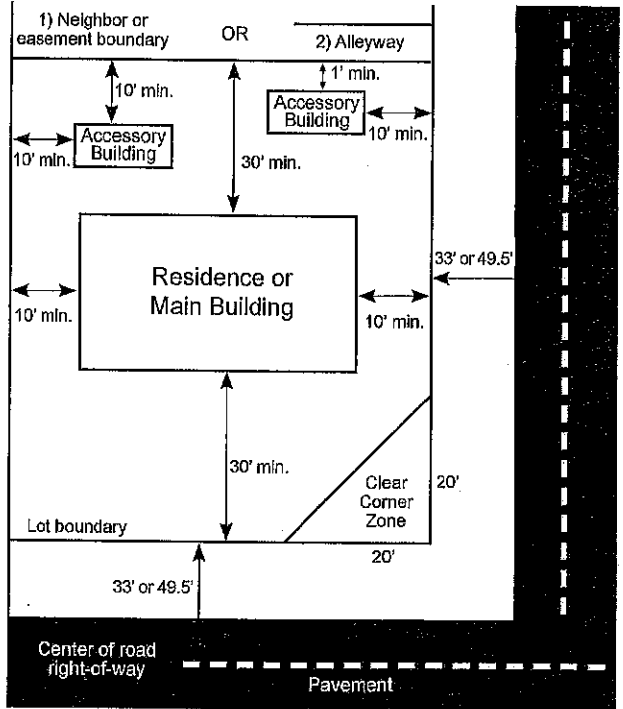 1) Neighbor or
easement boundary
OR
2) Alleyway
10' min.
1' min.
Accessory
Building
10' min.
Accessory
Building
10' min.
30' min.
33' or 49.5'
Residence or
Main Building
10' min.
10' min.
30' min.
Clear
Corner
Zone
20'
Lot boundary
20'
33' or 49.5'
Center of road
right-of-way
Pavement